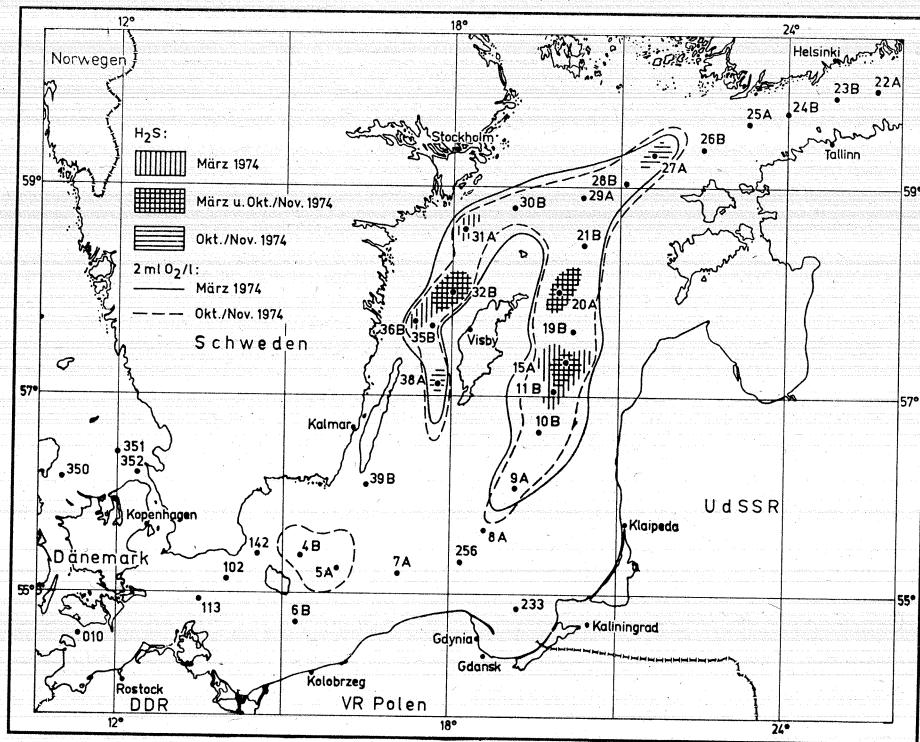 12°
18°
24°
Norwegen
Helsinki
22A
23B
24B
25A
26B
Tallinn
H₂S:
März 1974
März u. Okt./Nov. 1974
Okt./Nov. 1974
2 ml O₂/l:
März 1974
Okt./Nov. 1974
Stockholm
59°
59°
27A
28B
29A
30B
31A
21B
32B
20A
36B
35B
Visby
19B
Schweden
15A
11B
38A
57°
57°
Kalmar
10B
351
352
350
39B
9A
UdSSR
Kopenhagen
Klaipeda
8A
Dänemark
142
4B
256
102
5A
7A
55°
55°
113
6B
233
Kaliningrad
010
Gdynia
Gdansk
Rostock
Kolobrzeg
DDR
VR Polen
12°
18°
24°